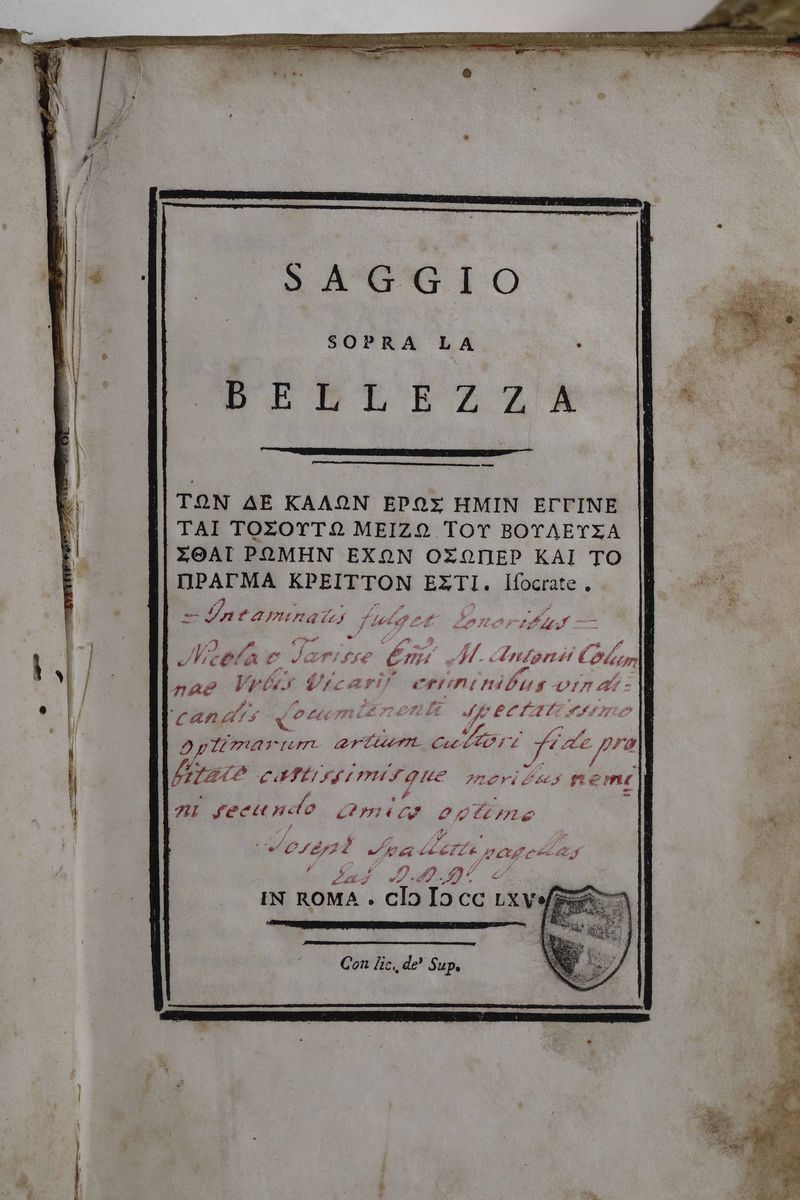 SAGGIO
SOPRA LA
BELLEZZA
ΤΩΝ ΔΕ ΚΑΛΩΝ ΕΡΩΣ ΗΜΙΝ ΕΓΓΙΝΕ
ΤΑΙ ΤΟΣΟΥΤΩ ΜΕΙΖΩ ΤΟΥ ΒΟΥΛΕΥΣΑ
ΣΘΑΙ ΡΩΜΗΝ ΕΧΩΝ ΟΣΩΠΕΡ ΚΑΙ ΤΟ
ΠΡΑΓΜΑ ΚΡΕΙΤΤΟΝ ΕΣΤΙ. Iſocrate.
= Intaminatis fulget honoribus =
Nicolao Tarisse Emi M. Antonii Colum
nae Vrbis Vicarij criminibus vindi=
candis locumtenenti spectatissimo
optimarum artium cultori fide pro
bitate castissimisque moribus nemi
ni secundo amico optimo
Joseph Spalletti pagellas
has D.D.D.
IN ROMA. CIↃ IↃ CC LXV.
Con lic. de' Sup.